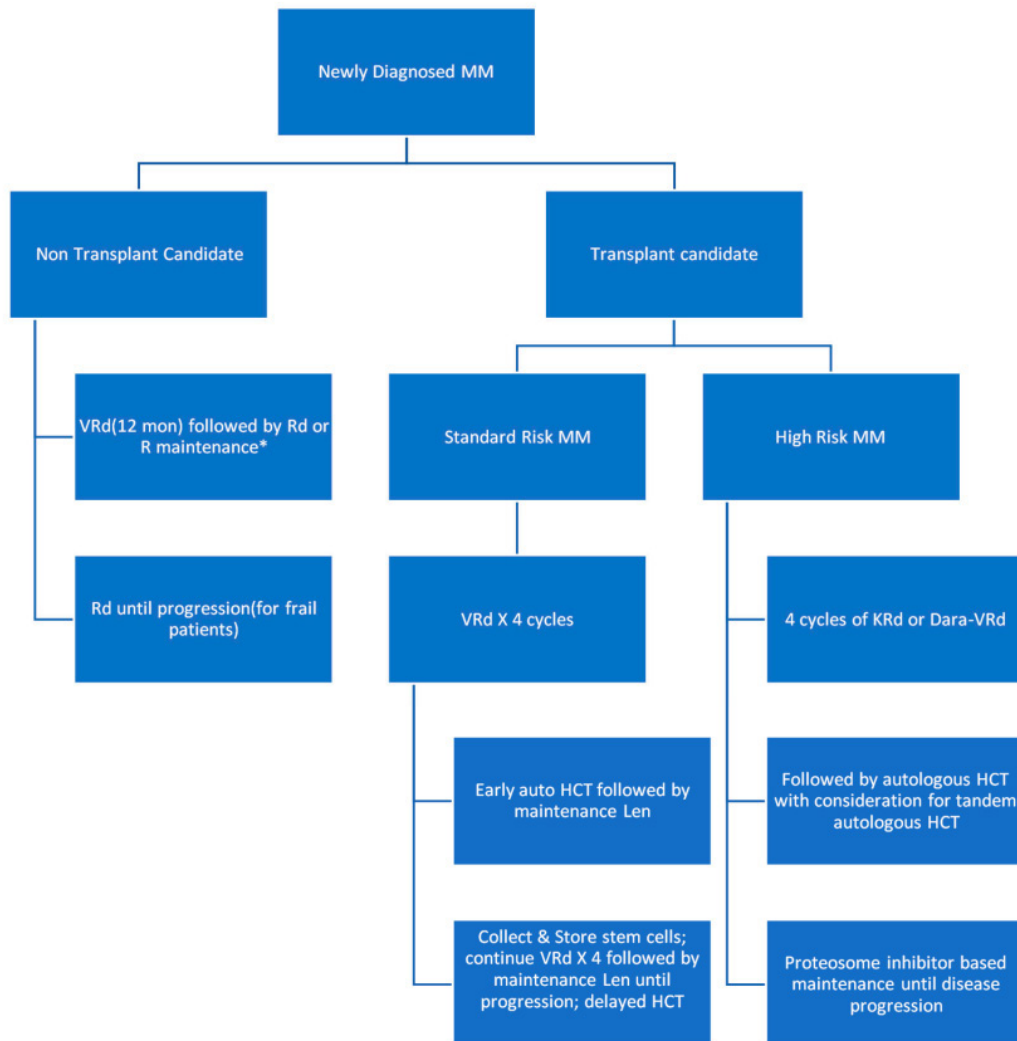 Newly Diagnosed MM
Non Transplant Candidate
Transplant candidate
VRd(12 mon) followed by Rd or
R maintenance*
Standard Risk MM
High Risk MM
Rd until progression(for frail
patients)
VRd X 4 cycles
4 cycles of KRd or Dara-VRd
Early auto HCT followed by
maintenance Len
Followed by autologous HCT
with consideration for tandem
autologous HCT
Collect & Store stem cells;
continue VRd X 4 followed by
maintenance Len until
progression; delayed HCT
Proteosome inhibitor based
maintenance until disease
progression